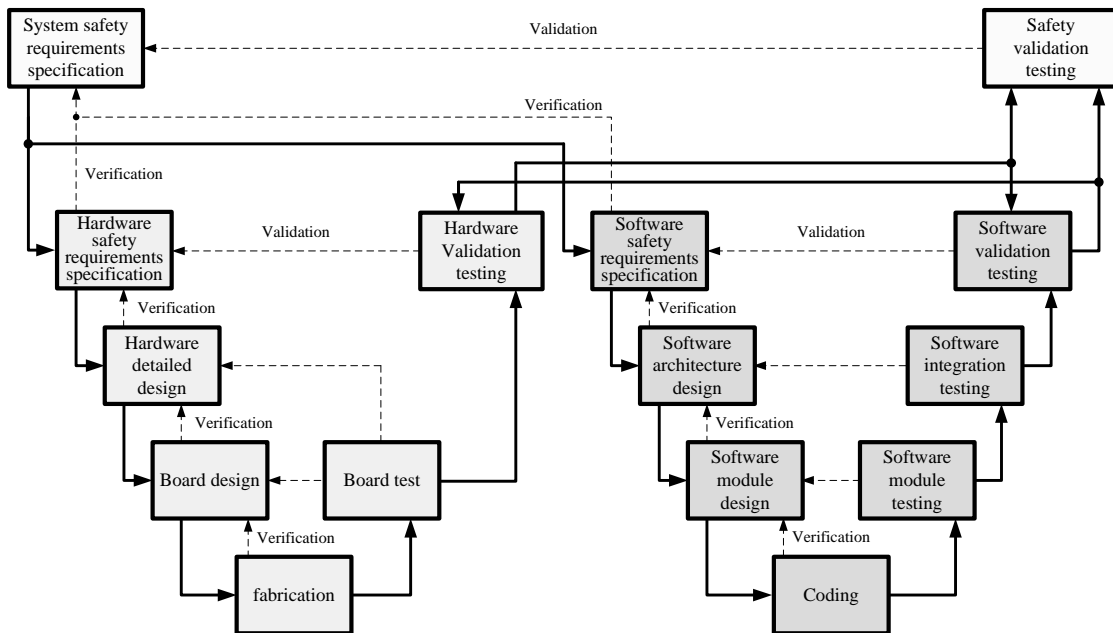 System safety
requirements
specification
Validation
Safety
validation
testing
Verification
Verification
Hardware
safety
requirements
specification
Validation
Hardware
Validation
testing
Software
safety
requirements
specification
Validation
Software
validation
testing
Verification
Verification
Hardware
detailed
design
Software
architecture
design
Software
integration
testing
Verification
Verification
Board design
Board test
Software
module
design
Software
module
testing
Verification
Verification
fabrication
Coding